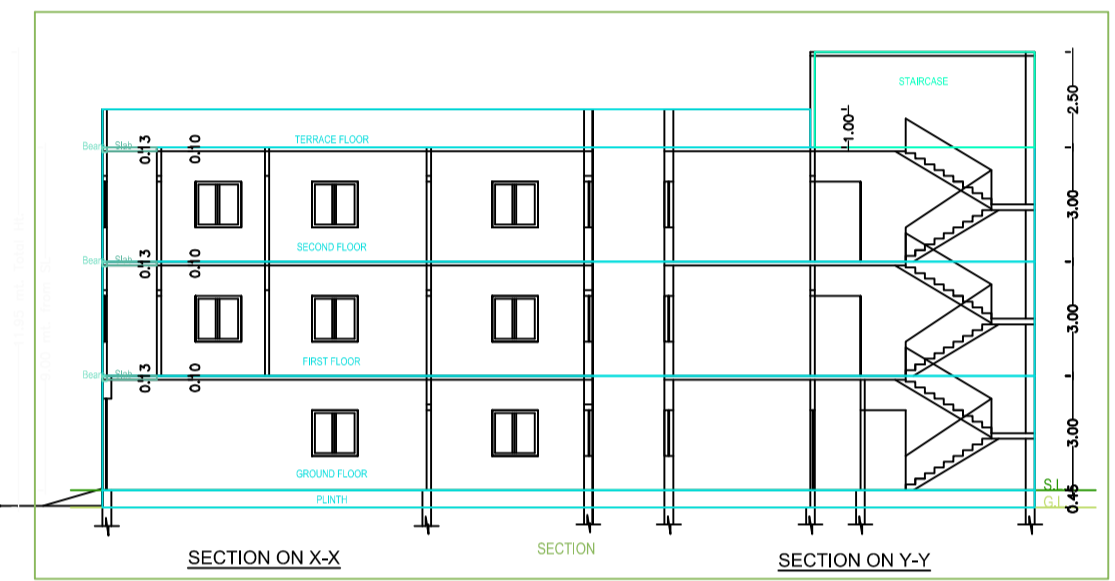 STAIRCASE
2.50
1.00
TERRACE FLOOR
Slab
0.13
0.10
3.00
SECOND FLOOR
0.13
0.10
3.00
FIRST FLOOR
Slab
0.13
0.10
3.00
GROUND FLOOR
PLINTH
0.45
SECTION ON X-X
SECTION
SECTION ON Y-Y